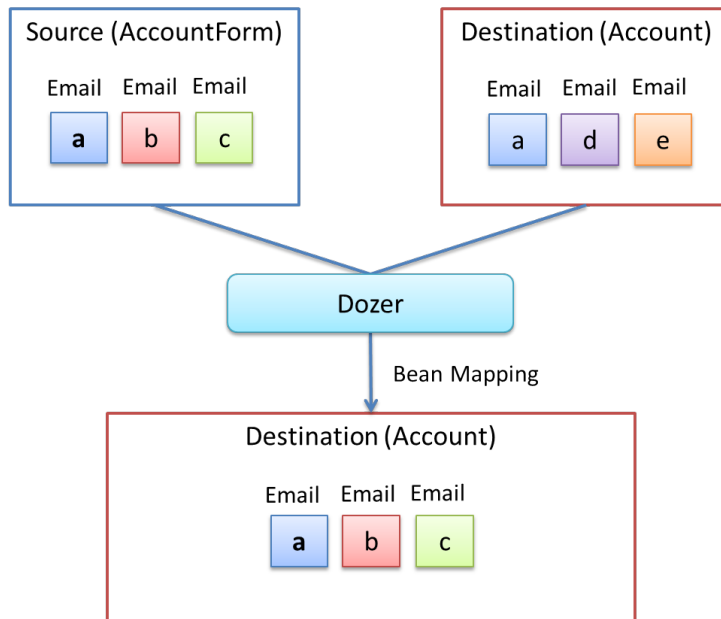 Source (AccountForm)
Email Email Email
a b c
Destination (Account)
Email Email Email
a d e
Dozer
Bean Mapping
Destination (Account)
Email Email Email
a b c